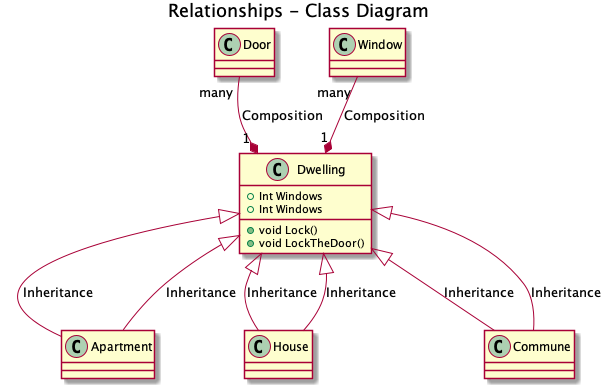 Relationships - Class Diagram
C Door
C Window
many
many
Composition
Composition
1
1
C Dwelling
Int Windows
Int Windows
void Lock()
void LockTheDoor()
Inheritance
Inheritance
Inheritance
Inheritance
Inheritance
Inheritance
C Apartment
C House
C Commune